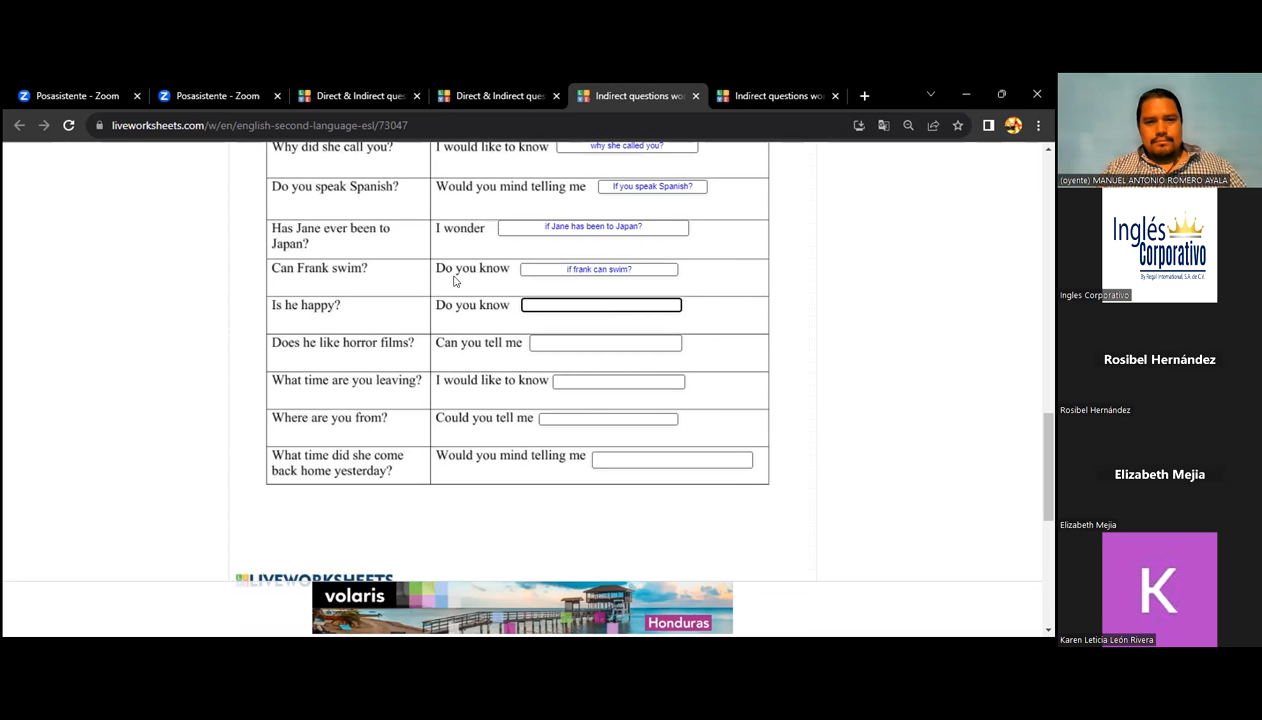 Posasistente - Zoom
Posasistente - Zoom
Direct & Indirect ques
Direct & Indirect ques
Indirect questions wo
Indirect questions wo
liveworksheets.com/w/en/english-second-language-esl/73047
Why did she call you?
I would like to know
why she called you?
Do you speak Spanish?
Would you mind telling me
If you speak Spanish?
Has Jane ever been to
Japan?
I wonder
if Jane has been to Japan?
Can Frank swim?
Do you know
if frank can swim?
Is he happy?
Do you know
Does he like horror films?
Can you tell me
What time are you leaving?
I would like to know
Where are you from?
Could you tell me
What time did she come
back home yesterday?
Would you mind telling me
LIVEWORKSHEETS
volaris
Honduras
(oyente) MANUEL ANTONIO ROMERO AYALA
Inglés
Corporativo
By Regal International, S.A. de C.V.
Ingles Corporativo
Rosibel Hernández
Rosibel Hernández
Elizabeth Mejia
Elizabeth Mejia
K
Karen Leticia León Rivera